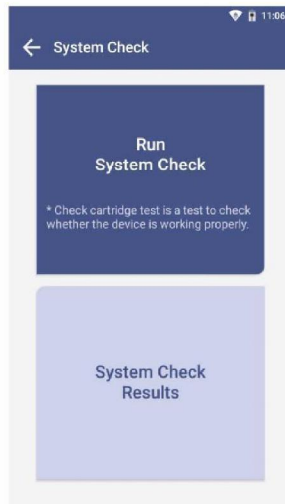 11:06
System Check
Run
System Check
* Check cartridge test is a test to check
whether the device is working properly.
System Check
Results